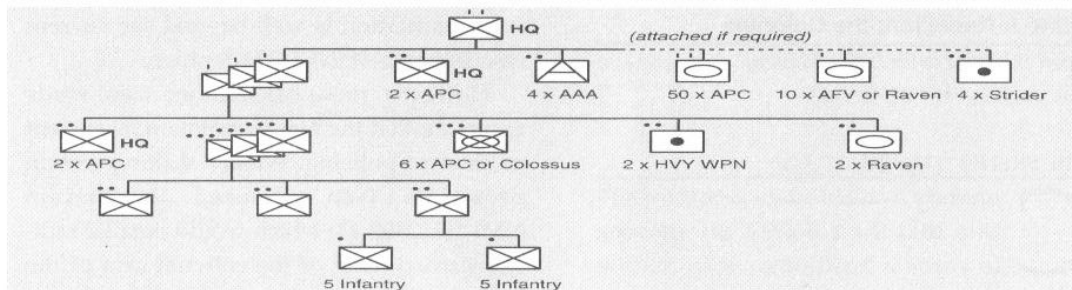 HQ
(attached if required)
HQ
2 x APC
4 x AAA
50 x APC
10 x AFV or Raven
4 x Strider
HQ
2 x APC
6 x APC or Colossus
2 x HVY WPN
2 x Raven
5 Infantry
5 Infantry